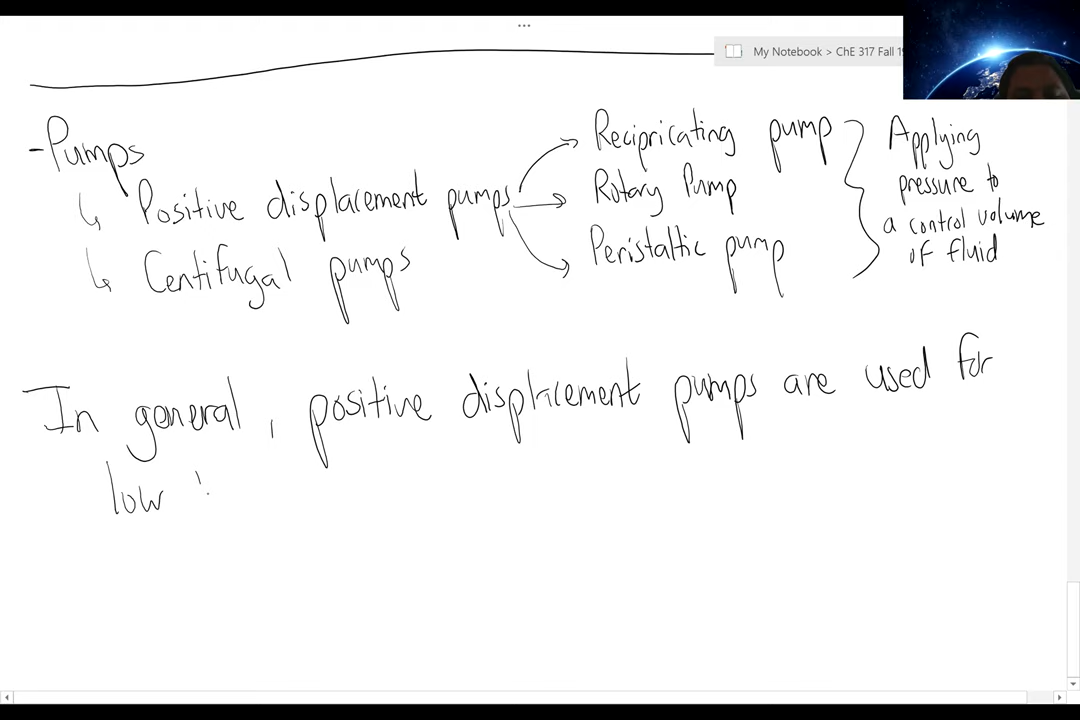 My Notebook > ChE 317 Fall 19
-Pumps
↳ Positive displacement pumps
↳ Centifugal pumps
Recipricating pump
Rotary Pump
Peristaltic pump
Applying
pressure to
a control volume
of fluid
In general, positive displacement pumps are used for
low